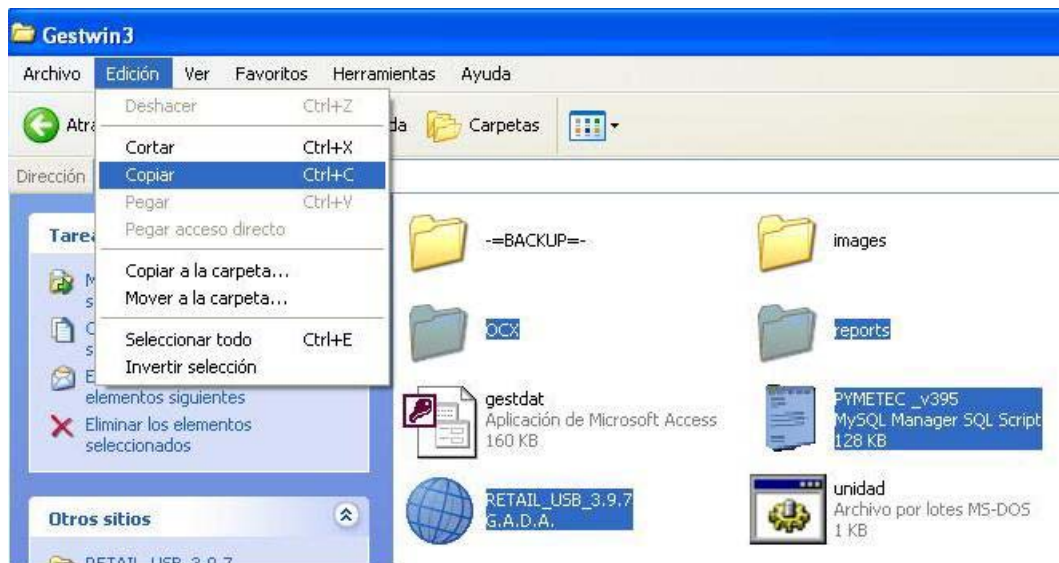 Gestwin3
Archivo Edición Ver Favoritos Herramientas Ayuda
Deshacer Ctrl+Z
Carpetas
Cortar Ctrl+X
Dirección
Copiar Ctrl+C
Pegar Ctrl+V
Pegar acceso directo
Copiar a la carpeta...
Mover a la carpeta...
Seleccionar todo Ctrl+E
Invertir selección
elementos siguientes
Eliminar los elementos
seleccionados
Otros sitios
RETAIL_USB_3.9.7
-=BACKUP=-
images
OCX
reports
gestdat
Aplicación de Microsoft Access
160 KB
PYMETEC _v395
MySQL Manager SQL Script
128 KB
RETAIL_USB_3.9.7
G.A.D.A.
unidad
Archivo por lotes MS-DOS
1 KB